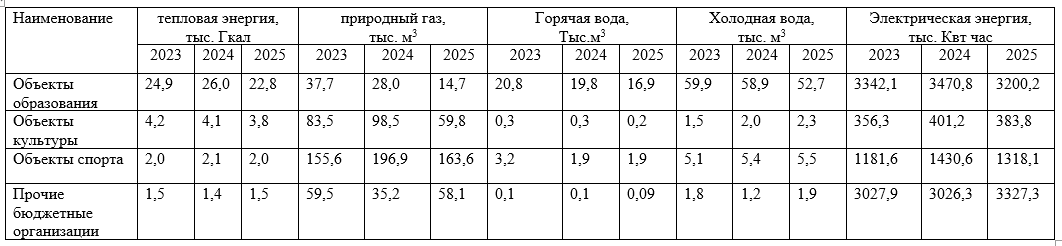 Наименование тепловая энергия, тыс. Гкал природный газ, тыс. м³ Горячая вода, Тыс.м³ Холодная вода, тыс. м³ Электрическая энергия, тыс. Квт час
2023 2024 2025 2023 2024 2025 2023 2024 2025 2023 2024 2025 2023 2024 2025
Объекты образования 24,9 26,0 22,8 37,7 28,0 14,7 20,8 19,8 16,9 59,9 58,9 52,7 3342,1 3470,8 3200,2
Объекты культуры 4,2 4,1 3,8 83,5 98,5 59,8 0,3 0,3 0,2 1,5 2,0 2,3 356,3 401,2 383,8
Объекты спорта 2,0 2,1 2,0 155,6 196,9 163,6 3,2 1,9 1,9 5,1 5,4 5,5 1181,6 1430,6 1318,1
Прочие бюджетные организации 1,5 1,4 1,5 59,5 35,2 58,1 0,1 0,1 0,09 1,8 1,2 1,9 3027,9 3026,3 3327,3